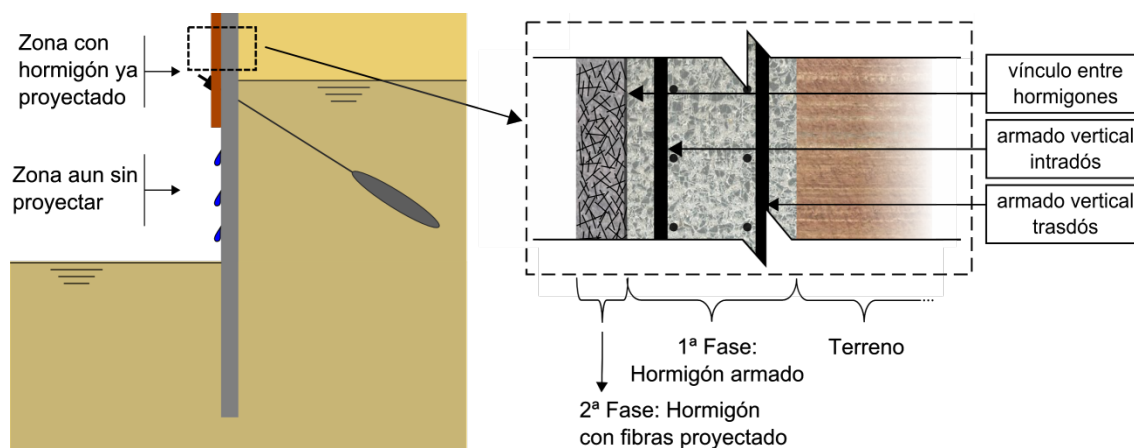 Zona con
hormigón ya
proyectado
Zona aun sin
proyectar
vínculo entre
hormigones
armado vertical
intradós
armado vertical
trasdós
1ª Fase:
Hormigón armado
Terreno
2ª Fase: Hormigón
con fibras proyectado